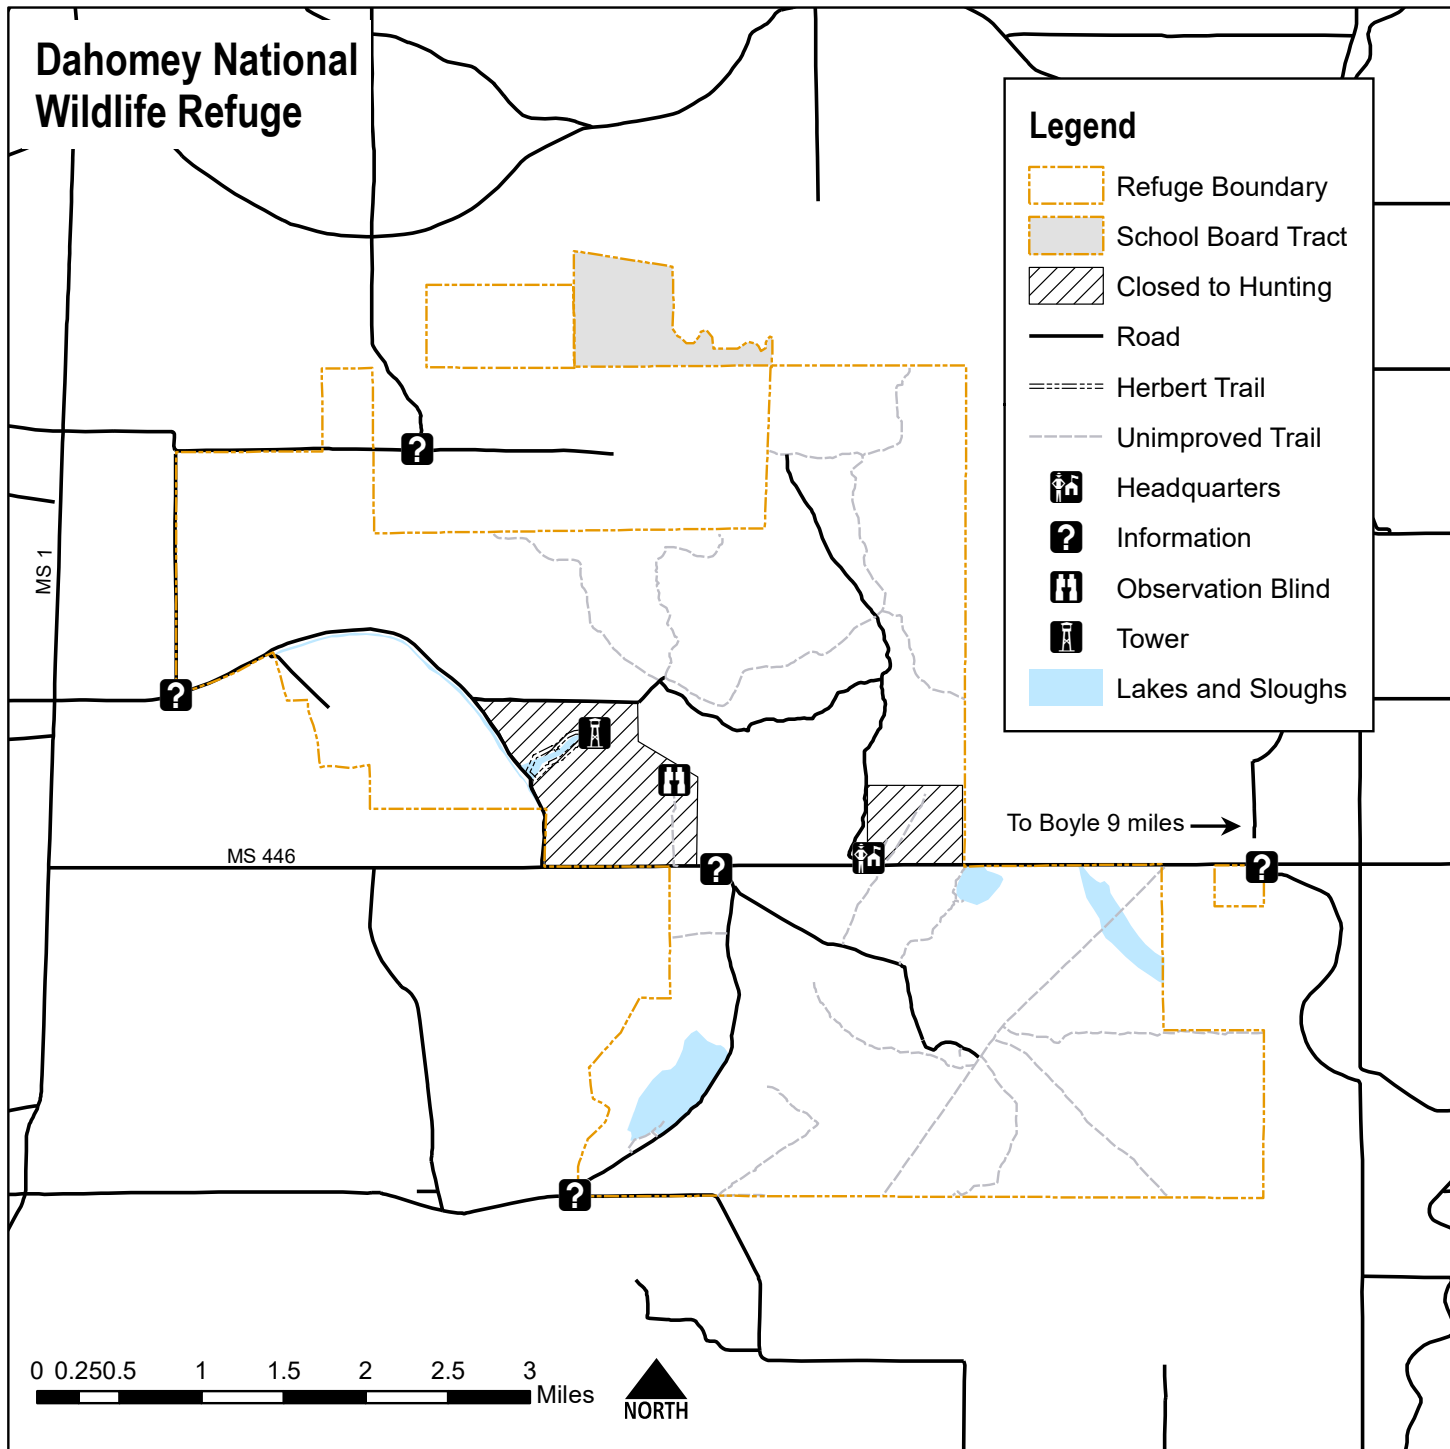 Dahomey National
Wildlife Refuge
Legend
Refuge Boundary
School Board Tract
Closed to Hunting
Road
Herbert Trail
Unimproved Trail
Headquarters
? Information
Observation Blind
Tower
Lakes and Sloughs
?
MS 1
?
To Boyle 9 miles
MS 446
?
?
?
0 0.250.5 1 1.5 2 2.5 3
Miles
NORTH